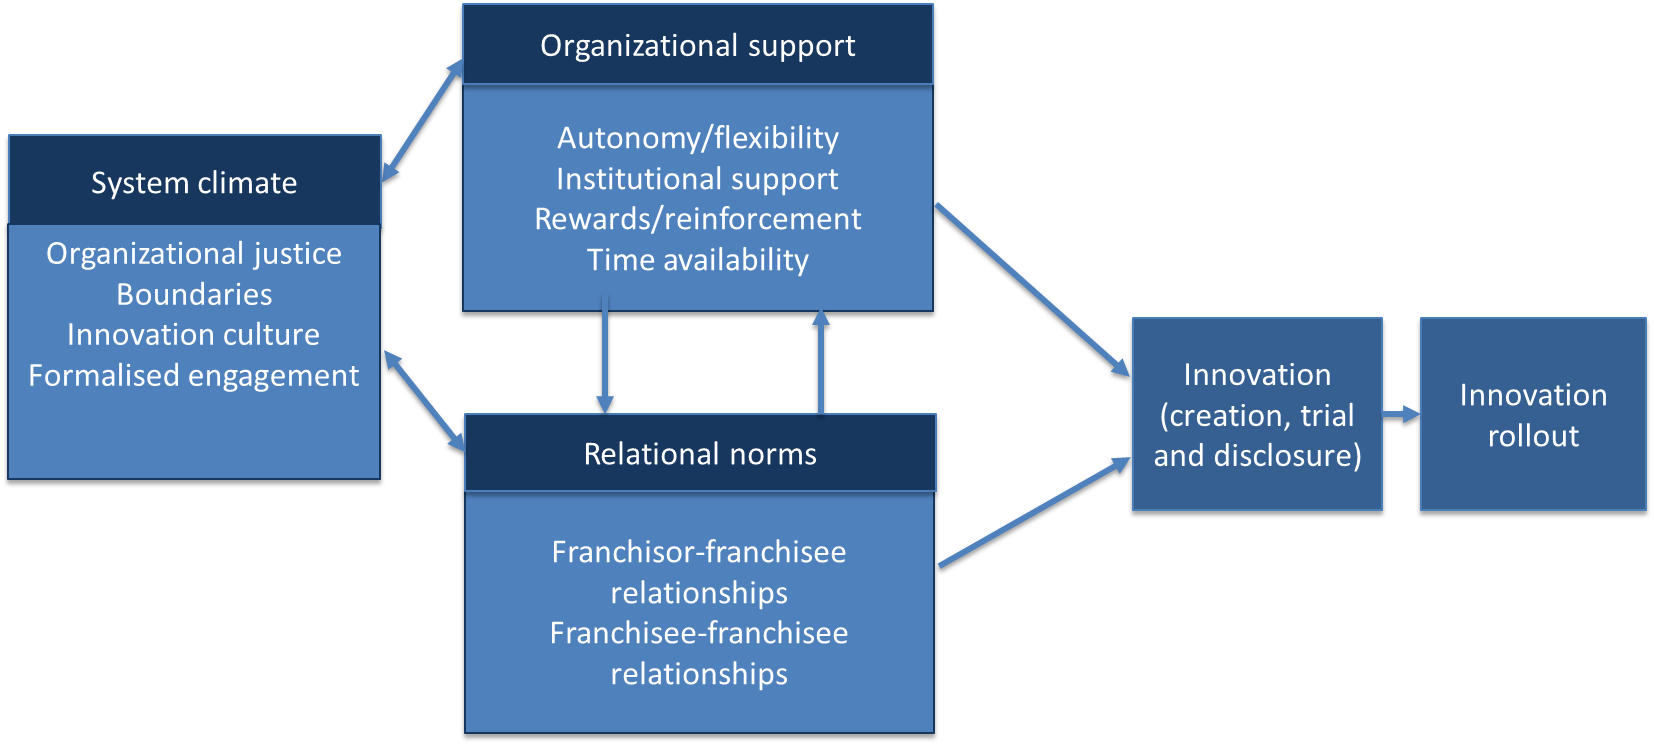 System climate
Organizational justice
Boundaries
Innovation culture
Formalised engagement
Organizational support
Autonomy/flexibility
Institutional support
Rewards/reinforcement
Time availability
Relational norms
Franchisor-franchisee
relationships
Franchisee-franchisee
relationships
Innovation
(creation, trial
and disclosure)
Innovation
rollout